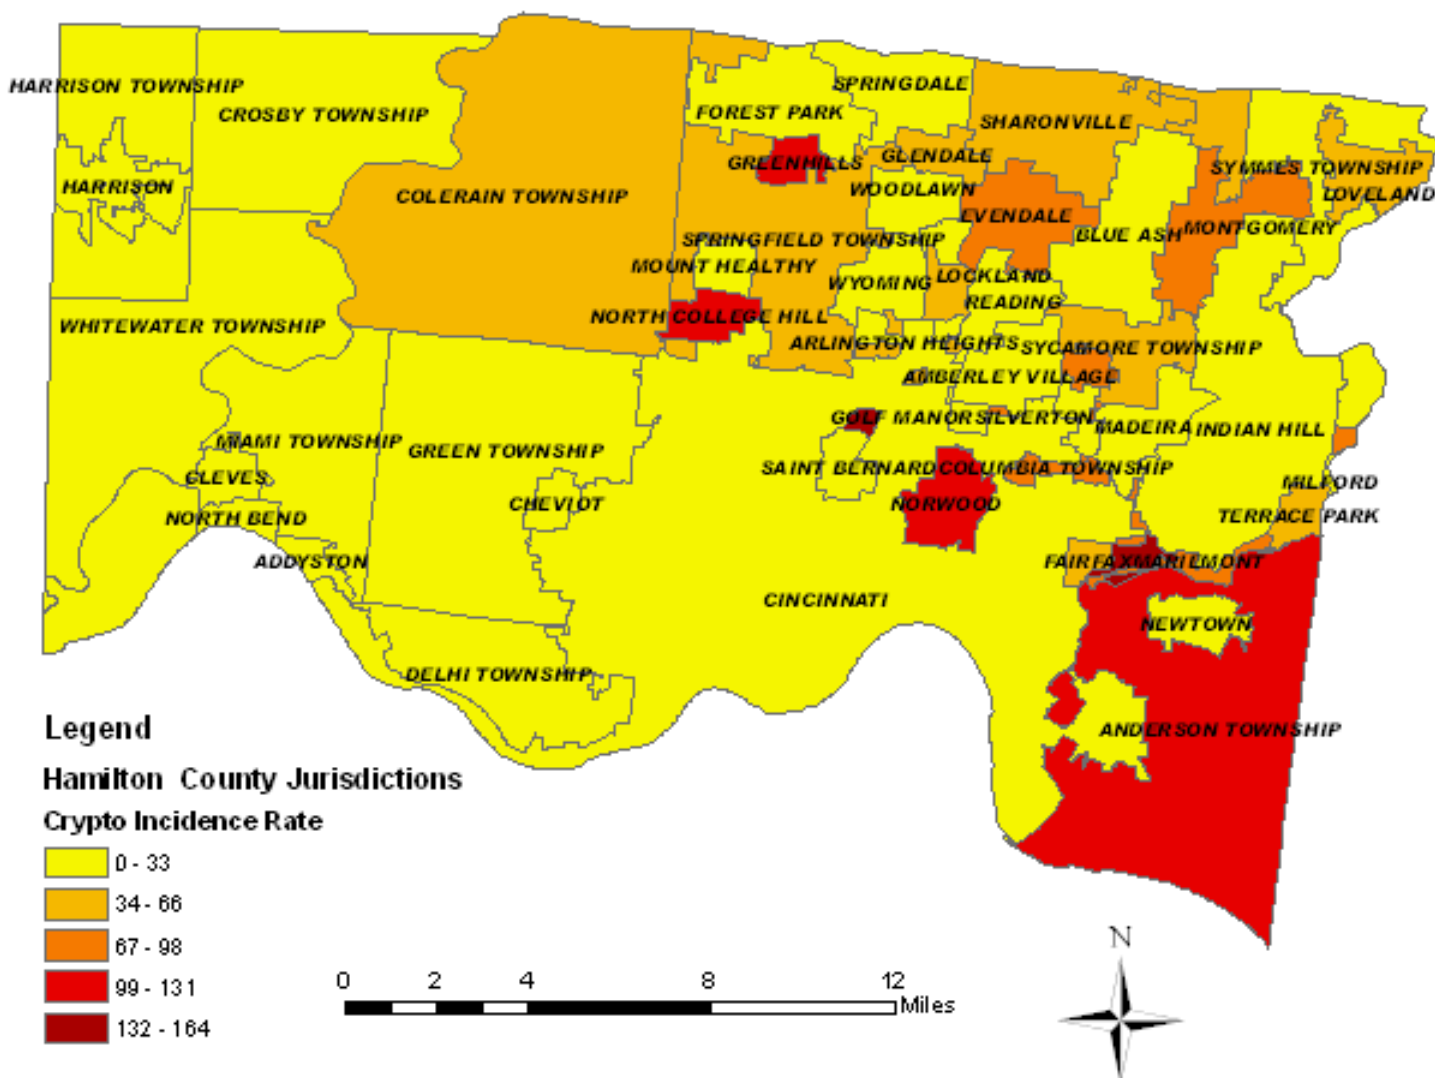 HARRISON TOWNSHIP
CROSBY TOWNSHIP
SPRINGDALE
FOREST PARK
SHARONVILLE
GREENHILLS
GLENDALE
SYMMES TOWNSHIP
HARRISON
COLERAIN TOWNSHIP
WOODLAWN
LOVELAND
EVENDALE
BLUE ASH
MONTGOMERY
SPRINGFIELD TOWNSHIP
MOUNT HEALTHY
WYOMING
LOCKLAND
READING
WHITEWATER TOWNSHIP
NORTH COLLEGE HILL
ARLINGTON HEIGHTS
SYCAMORE TOWNSHIP
AMBERLEY VILLAGE
GOLF MANOR
SILVERTON
MADEIRA
INDIAN HILL
MIAMI TOWNSHIP
GREEN TOWNSHIP
SAINT BERNARD
COLUMBIA TOWNSHIP
CLEVES
MILFORD
CHEVIOT
NORWOOD
NORTH BEND
TERRACE PARK
ADDYSTON
FAIRFAX
MARIEMONT
CINCINNATI
NEWTOWN
DELHI TOWNSHIP
ANDERSON TOWNSHIP
Legend
Hamilton County Jurisdictions
Crypto Incidence Rate
0 - 33
34 - 66
67 - 98
99 - 131
132 - 164
0 2 4 8 12
Miles
N